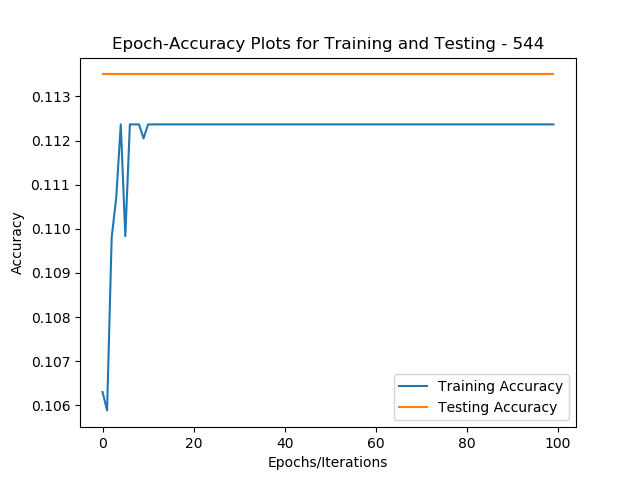 Epoch-Accuracy Plots for Training and Testing - 544
0.113
0.112
0.111
0.110
0.109
0.108
0.107
0.106
Accuracy
Training Accuracy
Testing Accuracy
0 20 40 60 80 100
Epochs/Iterations